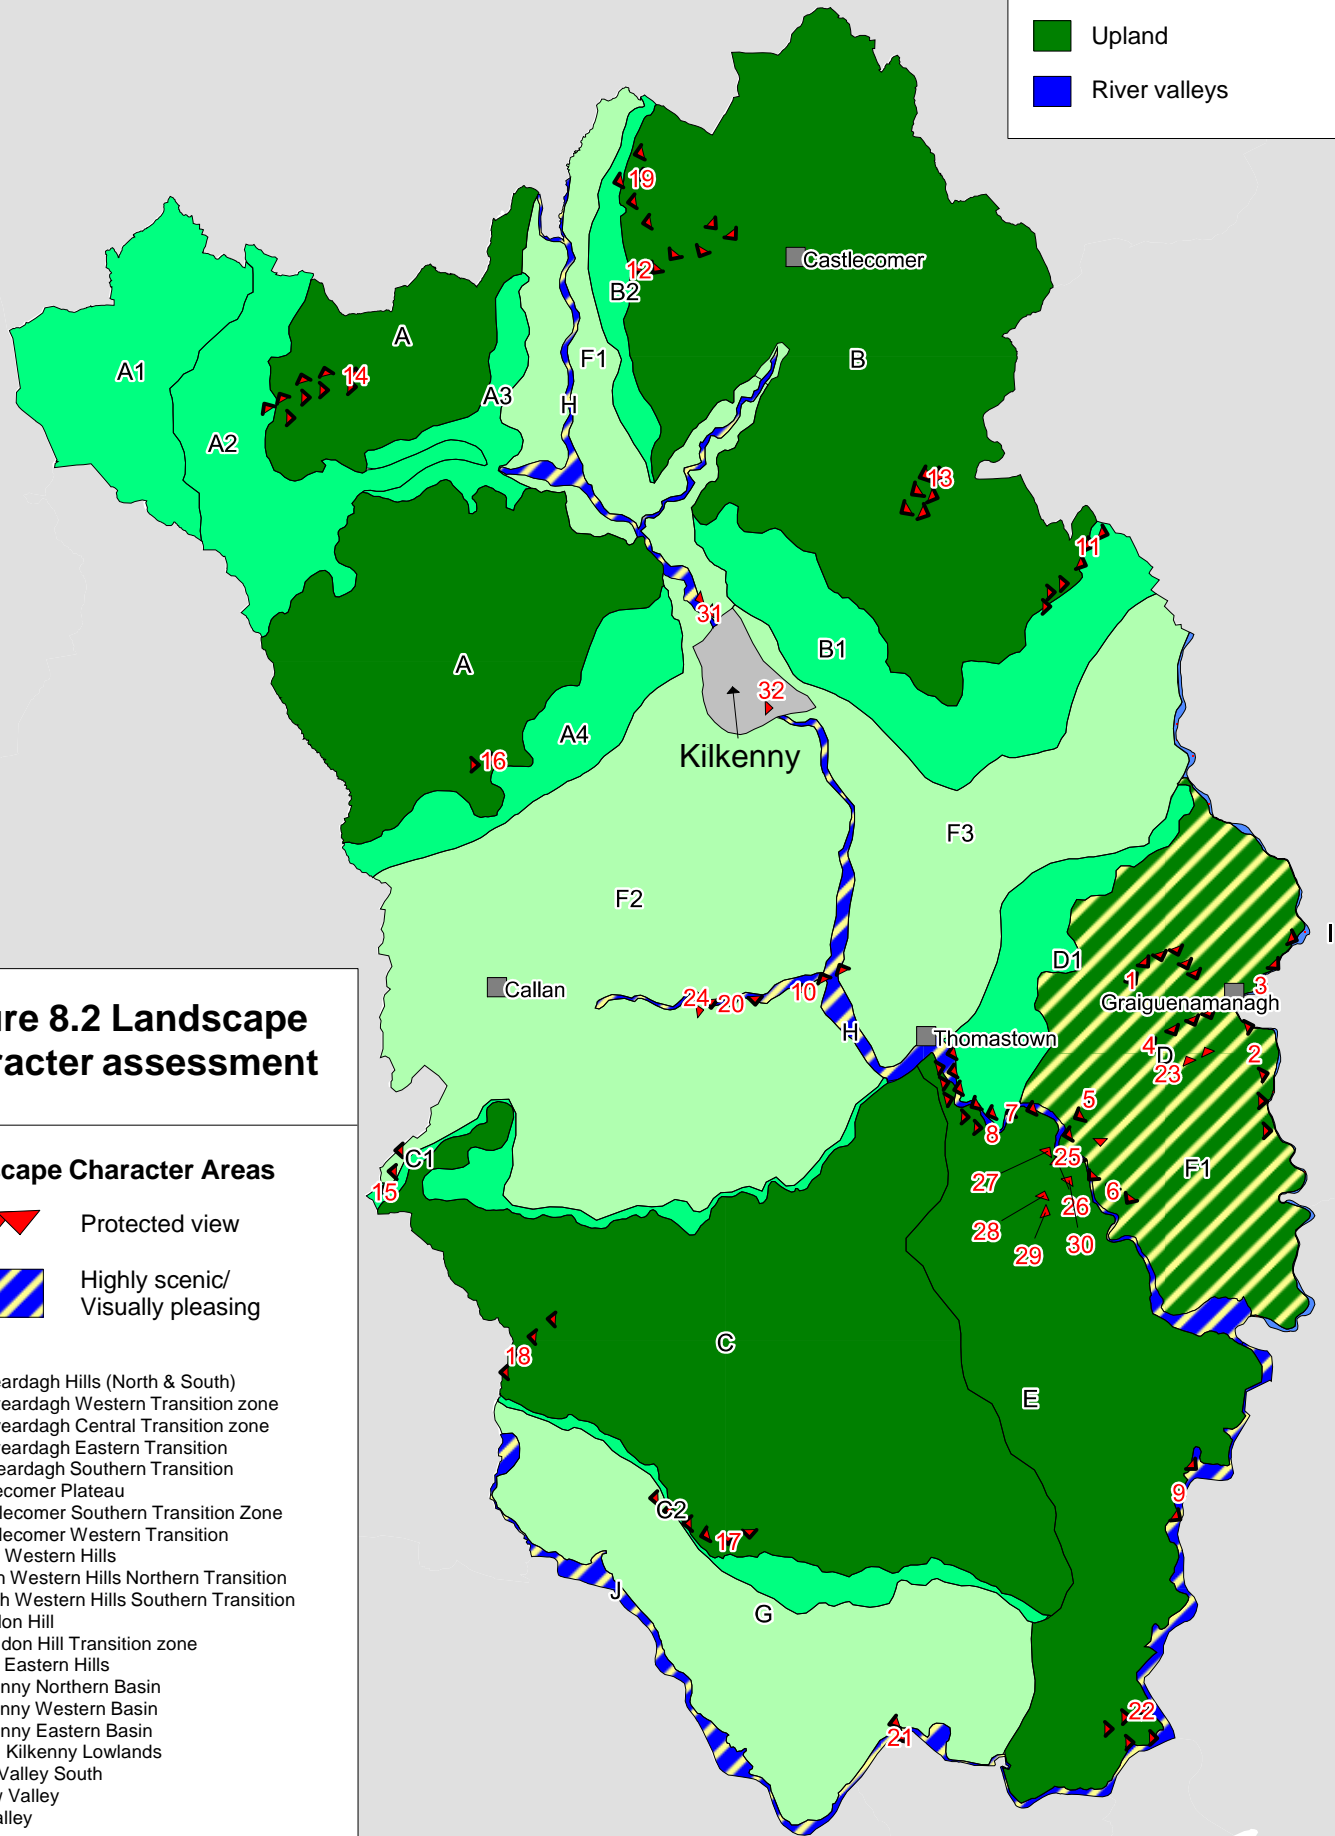 Upland
River valleys
19
12
B2
Castlecomer
A
F1
B
A1
14
A3
H
A2
13
11
31
B1
A
32
A4
16
Kilkenny
F3
F2
I
D1
1
3
Callan
24
20
10
Graiguenamanagh
H
Thomastown
4
D
2
23
5
7
8
25
C1
F1
27
15
6
26
28
30
29
C
18
E
9
C2
17
J
G
22
21
ure 8.2 Landscape
racter assessment
cape Character Areas
Protected view
Highly scenic/
Visually pleasing
eardagh Hills (North & South)
eardagh Western Transition zone
eardagh Central Transition zone
eardagh Eastern Transition
eardagh Southern Transition
ecomer Plateau
lecomer Southern Transition Zone
lecomer Western Transition
Western Hills
n Western Hills Northern Transition
h Western Hills Southern Transition
don Hill
don Hill Transition zone
Eastern Hills
nny Northern Basin
nny Western Basin
nny Eastern Basin
Kilkenny Lowlands
Valley South
Valley
alley